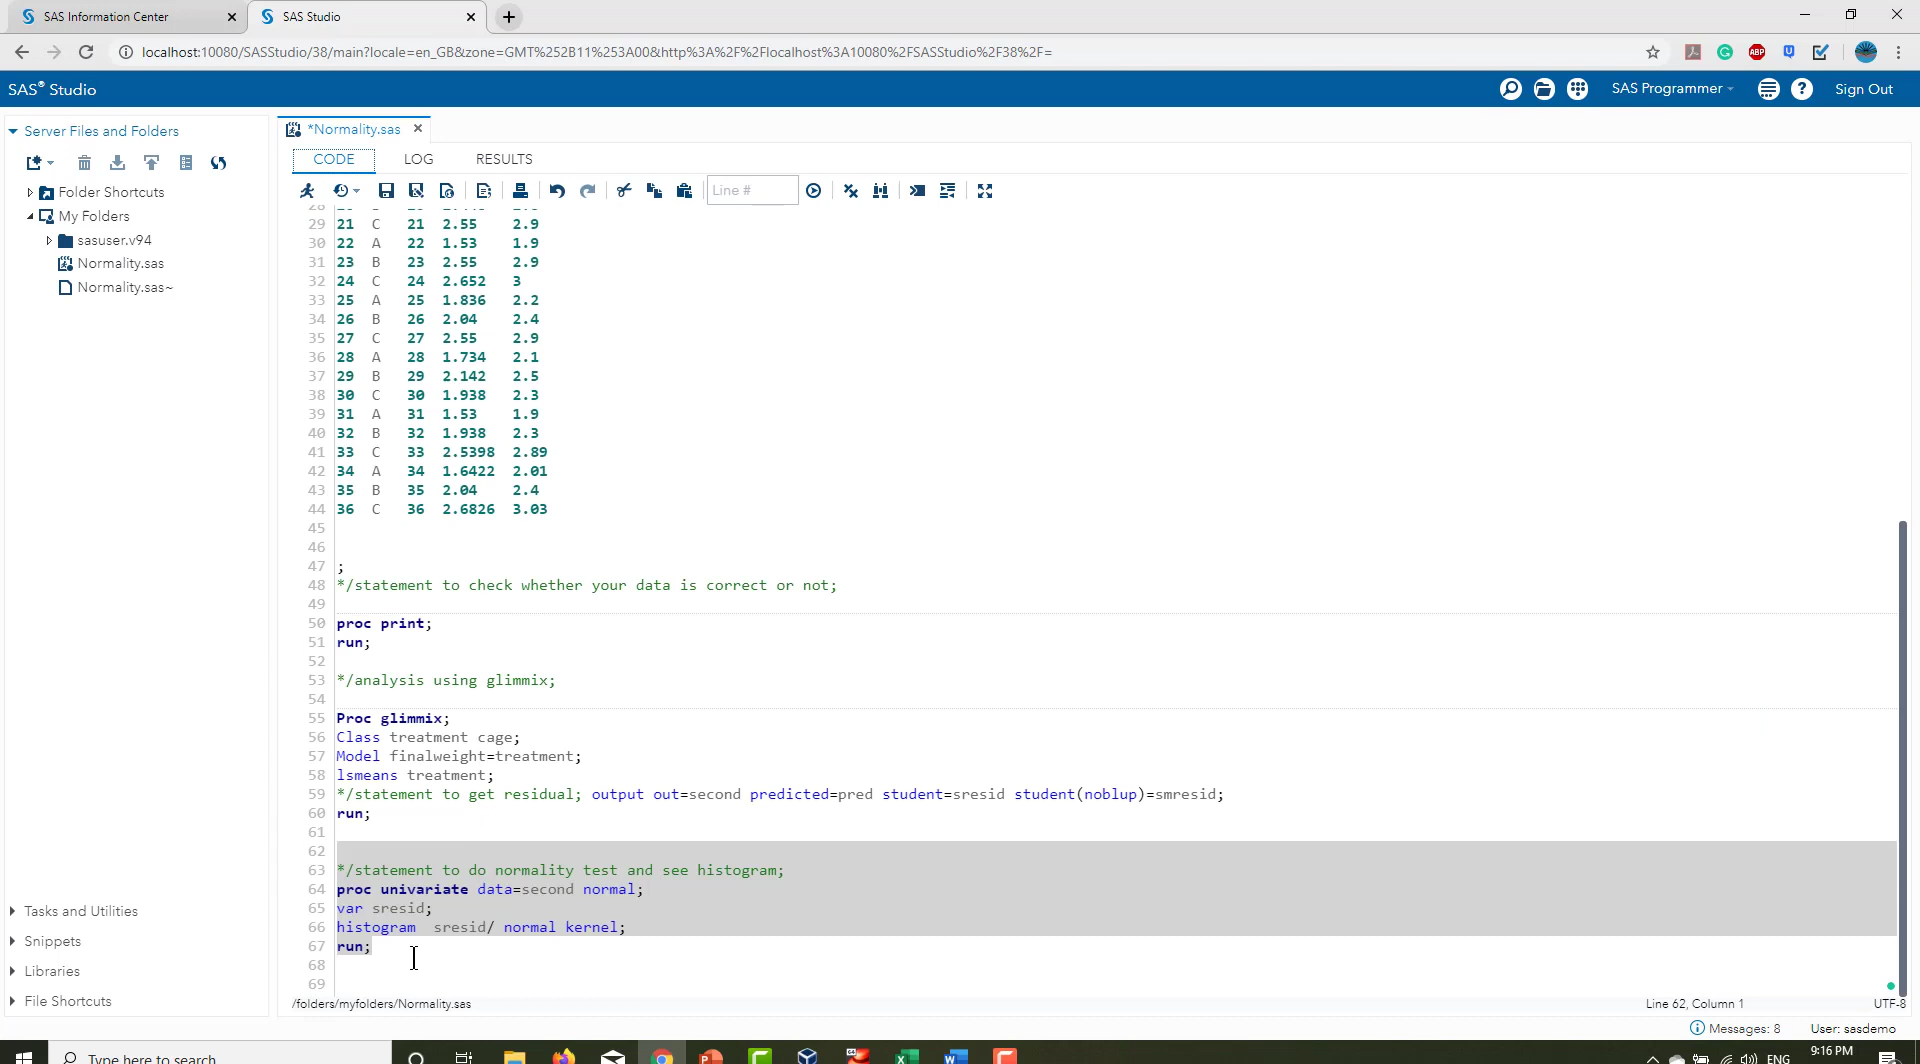 SAS Information Center
SAS Studio
localhost:10080/SASStudio/38/main?locale=en_GB&zone=GMT%252B11%253A00&http%3A%2F%2Flocalhost%3A10080%2FSASStudio%2F38%2F=
SAS® Studio
SAS Programmer
Sign Out
Server Files and Folders
Folder Shortcuts
My Folders
sasuser.v94
Normality.sas
Normality.sas~
Tasks and Utilities
Snippets
Libraries
File Shortcuts
*Normality.sas
CODE LOG RESULTS
Line #
29 21 C 21 2.55 2.9
30 22 A 22 1.53 1.9
31 23 B 23 2.55 2.9
32 24 C 24 2.652 3
33 25 A 25 1.836 2.2
34 26 B 26 2.04 2.4
35 27 C 27 2.55 2.9
36 28 A 28 1.734 2.1
37 29 B 29 2.142 2.5
38 30 C 30 1.938 2.3
39 31 A 31 1.53 1.9
40 32 B 32 1.938 2.3
41 33 C 33 2.5398 2.89
42 34 A 34 1.6422 2.01
43 35 B 35 2.04 2.4
44 36 C 36 2.6826 3.03
45
46
47 ;
48 */statement to check whether your data is correct or not;
49
50 proc print;
51 run;
52
53 */analysis using glimmix;
54
55 Proc glimmix;
56 Class treatment cage;
57 Model finalweight=treatment;
58 lsmeans treatment;
59 */statement to get residual; output out=second predicted=pred student=sresid student(noblup)=smresid;
60 run;
61
62
63 */statement to do normality test and see histogram;
64 proc univariate data=second normal;
65 var sresid;
66 histogram sresid/ normal kernel;
67 run;
68
69
/folders/myfolders/Normality.sas
Line 62, Column 1
UTF-8
Messages: 8
User: sasdemo
Type here to search
ENG
9:16 PM